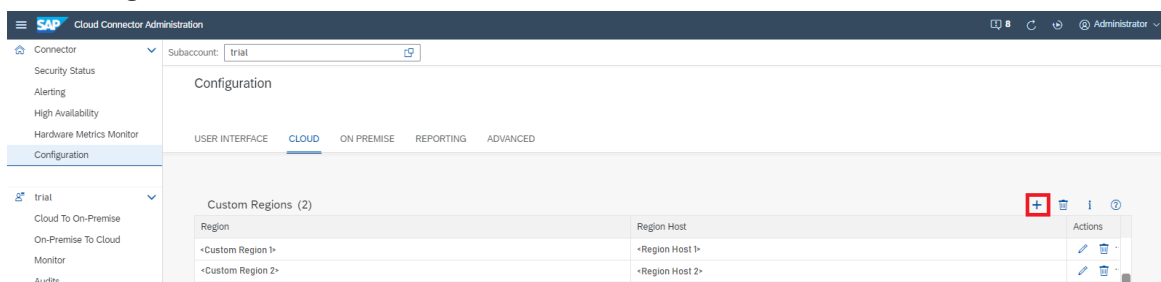 SAP Cloud Connector Administration 8 Administrator
Connector
Subaccount: trial
Security Status
Configuration
Alerting
High Availability
Hardware Metrics Monitor
USER INTERFACE CLOUD ON PREMISE REPORTING ADVANCED
Configuration
trial
Custom Regions (2)
Cloud To On-Premise
Region Region Host Actions
On-Premise To Cloud
<Custom Region 1> <Region Host 1>
Monitor
<Custom Region 2> <Region Host 2>
Audits